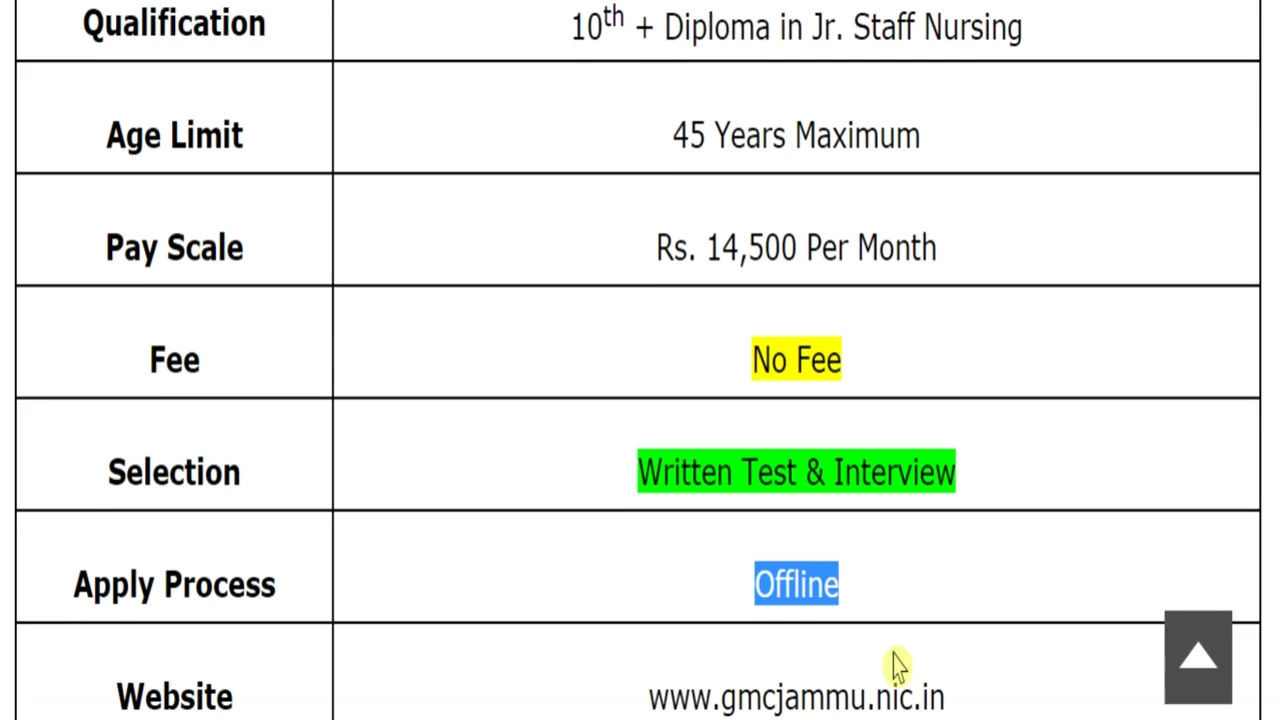 Qualification 10th + Diploma in Jr. Staff Nursing
Age Limit 45 Years Maximum
Pay Scale Rs. 14,500 Per Month
Fee No Fee
Selection Written Test & Interview
Apply Process Offline
Website www.gmcjammu.nic.in